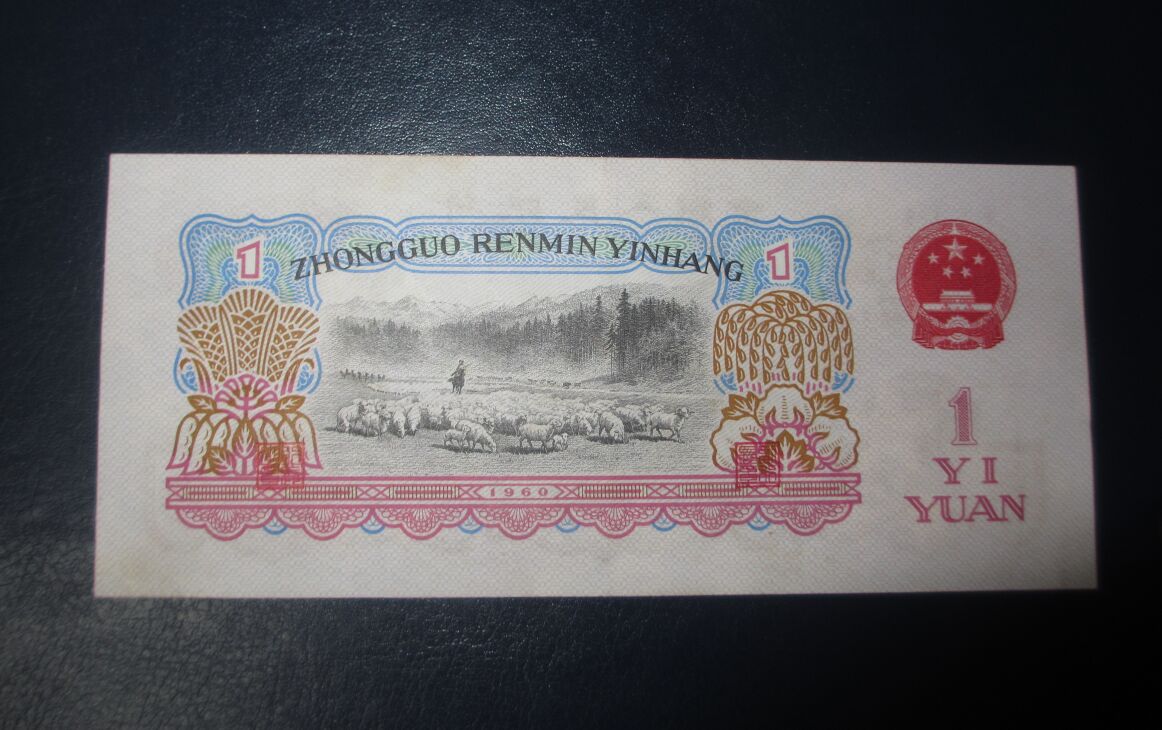 1
ZHONGGUO RENMIN YINHANG
1
1960
1
YI
YUAN